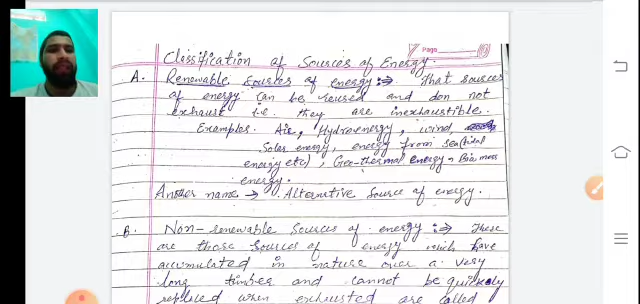 Page
Classification of Sources of Energy.
A. Renewable Sources of energy :⇒ That sources
of energy can be reused and don not
exhaust i.e. they are inexhaustible.
Examples. Air, Hydroenergy, wind,
Solar energy, energy from sea(tidal
energy etc), Geo-thermal energy, Bio mass
energy.
Another name → Alternative Source of energy.
B. Non-renewable Sources of energy :⇒ These
are those sources of energy which have
accumulated in nature over a very
long timber and cannot be quickly
replaced when exhausted are called